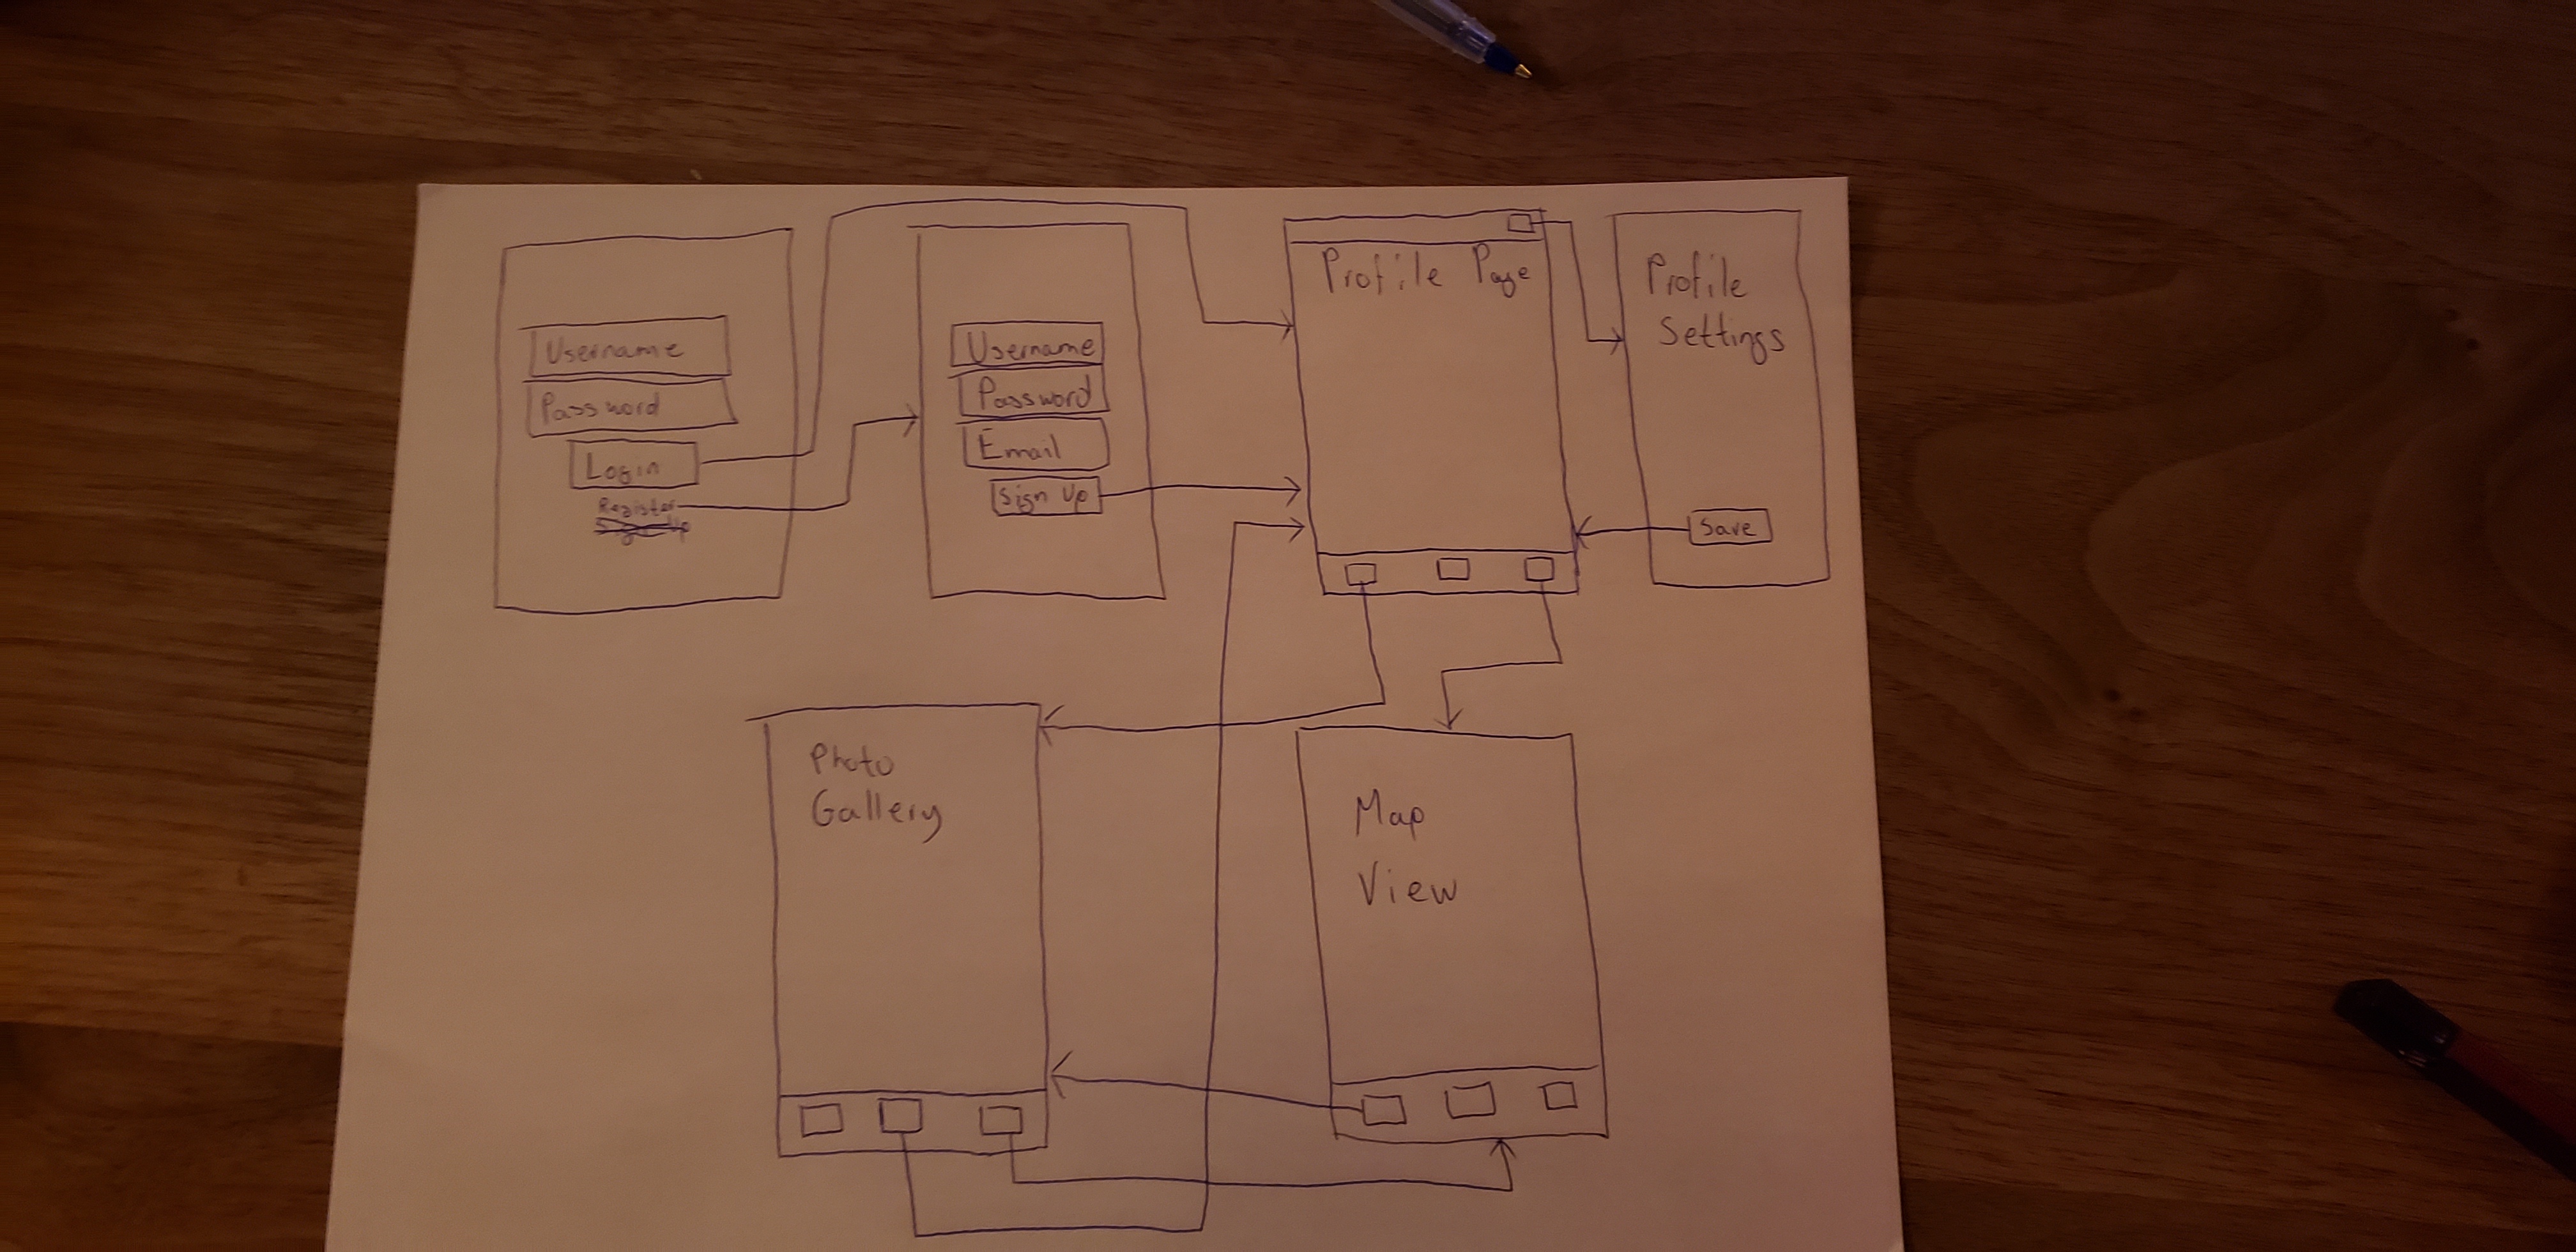 Username
Password
Login
Register
Sign Up
Username
Password
Email
Sign Up
Profile Page
Profile
Settings
Save
Photo
Gallery
Map
View